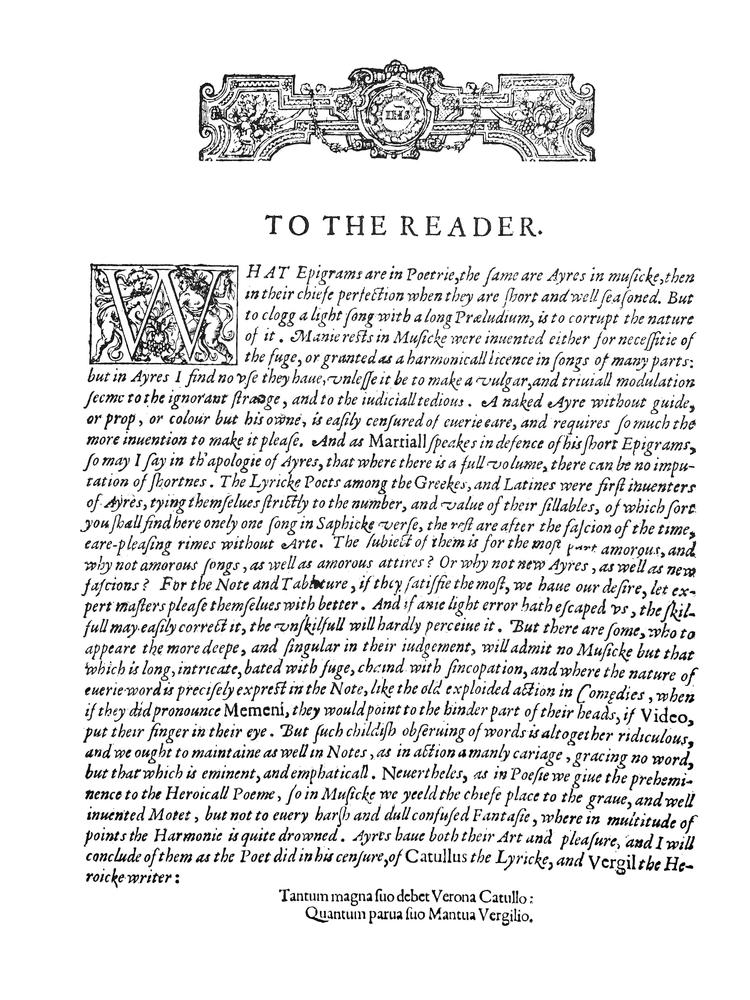 IHS
TO THE READER.
WHAT Epigrams are in Poetrie, the ſame are Ayres in muſicke, then
in their chiefe perfection when they are ſhort and well ſeaſoned. But
to clogg a light ſong with a long Præludium, is to corrupt the nature
of it. Manie reſts in Muſicke were inuented either for neceſſitie of
the fuge, or granted as a harmonicall licence in ſongs of many parts:
but in Ayres I find no vſe they haue, vnleſſe it be to make a vulgar, and triuiall modulation
ſeeme to the ignorant ſtrange, and to the iudiciall tedious. A naked Ayre without guide,
or prop, or colour but his owne, is eaſily cenſured of euerie eare, and requires ſo much the
more inuention to make it pleaſe. And as Martiall ſpeakes in defence of his ſhort Epigrams,
ſo may I ſay in th'apologie of Ayres, that where there is a full volume, there can be no impu-
tation of ſhortnes. The Lyricke Poets among the Greekes, and Latines were firſt inuenters
of Ayres, tying themſelues ſtrictly to the number, and value of their ſillables, of which ſort
you ſhall find here onely one ſong in Saphicke verſe, the reſt are after the faſcion of the time,
eare-pleaſing rimes without Arte. The ſubiect of them is for the moſt part amorous, and
why not amorous ſongs, as well as amorous attires? Or why not new Ayres, as well as new
faſcions? For the Note and Tableture, if they ſatiſfie the moſt, we haue our deſire, let ex-
pert maſters pleaſe themſelues with better. And if anie light error hath eſcaped vs, the ſkil-
full may eaſily correct it, the vnſkilfull will hardly perceiue it. But there are ſome, who to
appeare the more deepe, and ſingular in their iudgement, will admit no Muſicke but that
which is long, intricate, bated with fuge, chaind with ſincopation, and where the nature of
euerie word is preciſely expreſt in the Note, like the old exploided action in Comedies, when
if they did pronounce Memeni, they would point to the hinder part of their heads, if Video,
put their finger in their eye. But ſuch childiſh obſeruing of words is altogether ridiculous,
and we ought to maintaine as well in Notes, as in action a manly cariage, gracing no word,
but that which is eminent, and emphaticall. Neuertheles, as in Poeſie we giue the prehemi-
nence to the Heroicall Poeme, ſo in Muſicke we yeeld the chiefe place to the graue, and well
inuented Motet, but not to euery harſh and dull confuſed Fantaſie, where in multitude of
points the Harmonie is quite drowned. Ayres haue both their Art and pleaſure, and I will
conclude of them as the Poet did in his cenſure, of Catullus the Lyricke, and Vergil the He-
roicke writer:
Tantum magna ſuo debet Verona Catullo:
Quantum parua ſuo Mantua Vergilio.